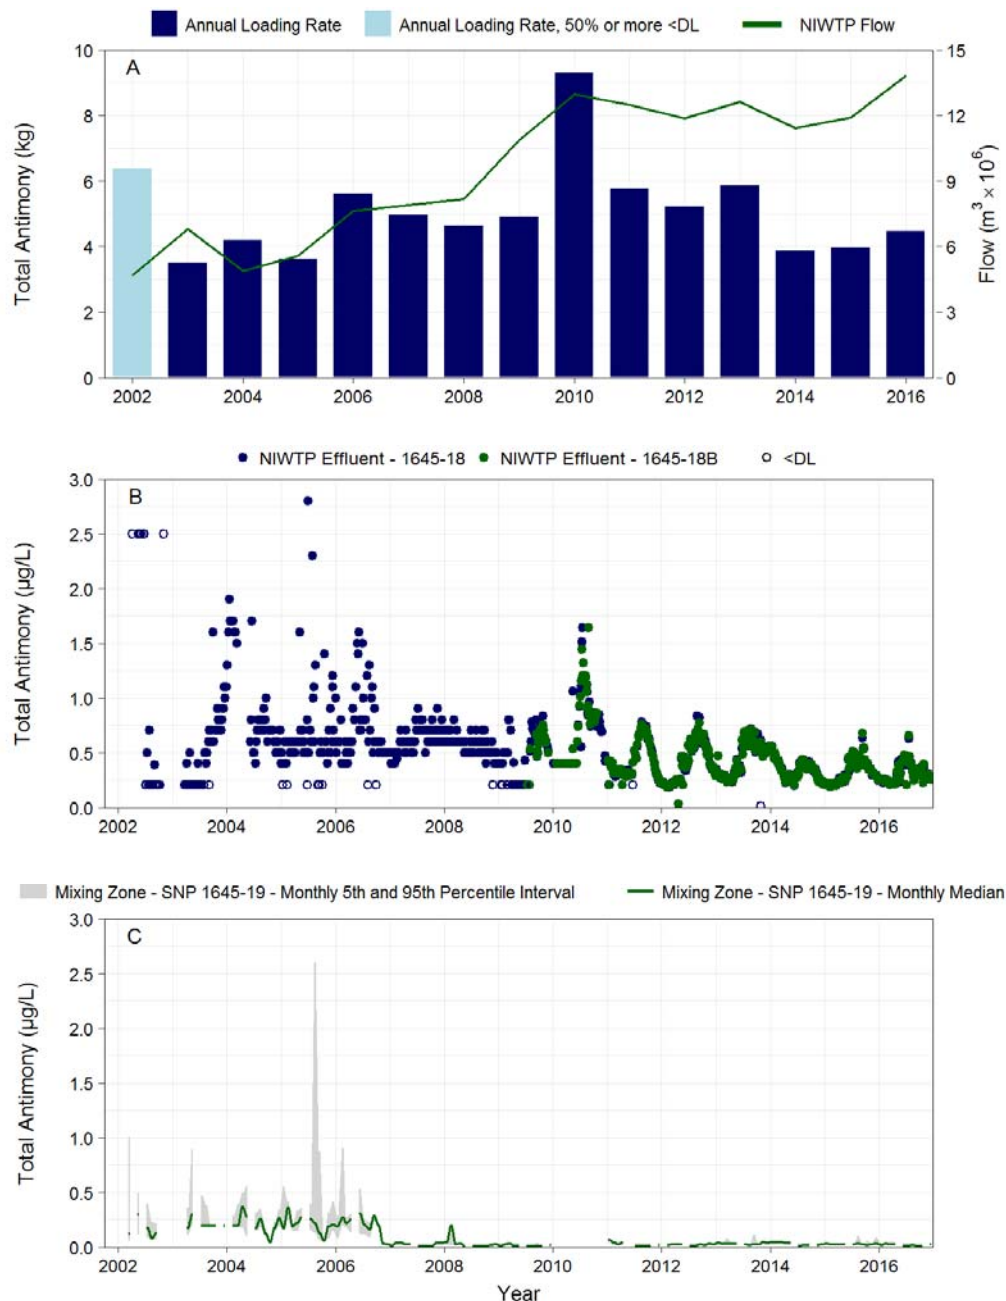 Annual Loading Rate Annual Loading Rate, 50% or more <DL NIWTP Flow
A
10
8
6
4
2
0
Total Antimony (kg)
15
12
9
6
3
0
Flow (m³ × 10⁶)
2002 2004 2006 2008 2010 2012 2014 2016
NIWTP Effluent - 1645-18 NIWTP Effluent - 1645-18B <DL
B
3.0
2.5
2.0
1.5
1.0
0.5
0.0
Total Antimony (µg/L)
2002 2004 2006 2008 2010 2012 2014 2016
Mixing Zone - SNP 1645-19 - Monthly 5th and 95th Percentile Interval Mixing Zone - SNP 1645-19 - Monthly Median
C
3.0
2.5
2.0
1.5
1.0
0.5
0.0
Total Antimony (µg/L)
2002 2004 2006 2008 2010 2012 2014 2016
Year